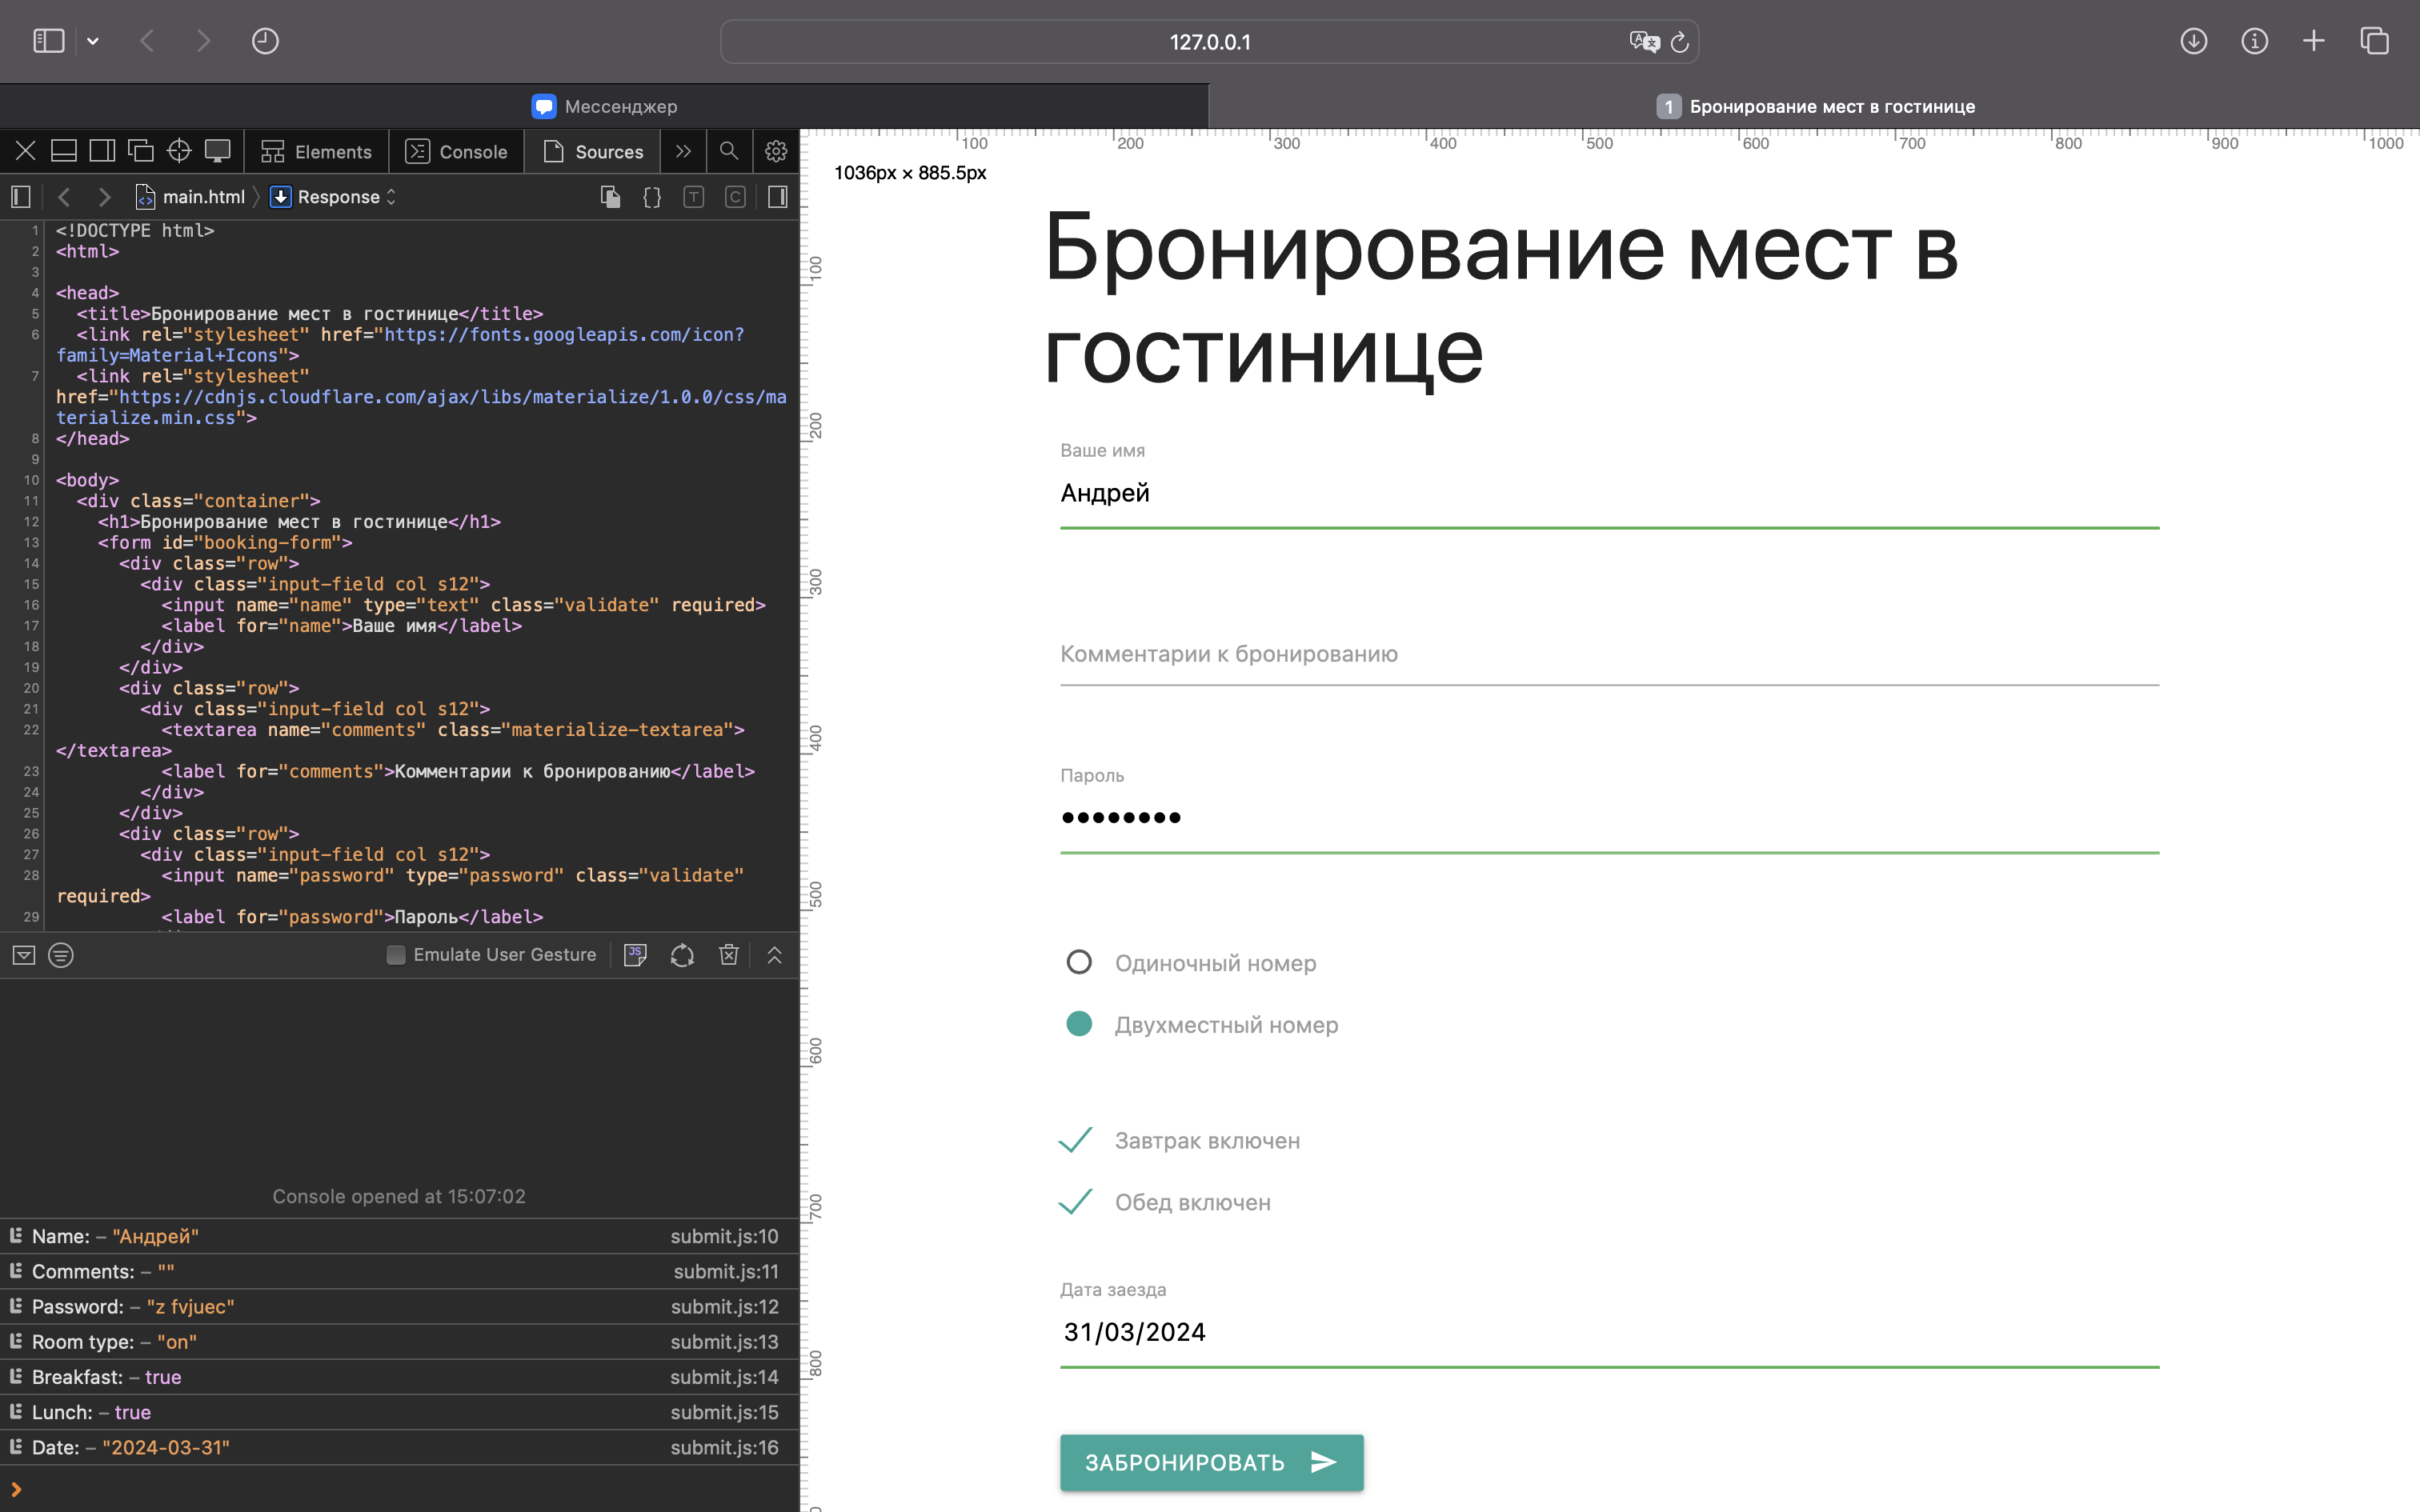 127.0.0.1
Мессенджер
1 Бронирование мест в гостинице
Elements
Console
Sources
main.html
Response
1 <!DOCTYPE html>
2 <html>
3
4 <head>
5 <title>Бронирование мест в гостинице</title>
6 <link rel="stylesheet" href="https://fonts.googleapis.com/icon?
family=Material+Icons">
7 <link rel="stylesheet"
href="https://cdnjs.cloudflare.com/ajax/libs/materialize/1.0.0/css/ma
terialize.min.css">
8 </head>
9
10 <body>
11 <div class="container">
12 <h1>Бронирование мест в гостинице</h1>
13 <form id="booking-form">
14 <div class="row">
15 <div class="input-field col s12">
16 <input name="name" type="text" class="validate" required>
17 <label for="name">Ваше имя</label>
18 </div>
19 </div>
20 <div class="row">
21 <div class="input-field col s12">
22 <textarea name="comments" class="materialize-textarea">
</textarea>
23 <label for="comments">Комментарии к бронированию</label>
24 </div>
25 </div>
26 <div class="row">
27 <div class="input-field col s12">
28 <input name="password" type="password" class="validate"
required>
29 <label for="password">Пароль</label>
Emulate User Gesture
Console opened at 15:07:02
Name: – "Андрей" submit.js:10
Comments: – "" submit.js:11
Password: – "z fvjuec" submit.js:12
Room type: – "on" submit.js:13
Breakfast: – true submit.js:14
Lunch: – true submit.js:15
Date: – "2024-03-31" submit.js:16
100 200 300 400 500 600 700 800 900 1000
1036px × 885.5px
100
200
300
400
500
600
700
800
Бронирование мест в
гостинице
Ваше имя
Андрей
Комментарии к бронированию
Пароль
••••••••
Одиночный номер
Двухместный номер
Завтрак включен
Обед включен
Дата заезда
31/03/2024
ЗАБРОНИРОВАТЬ